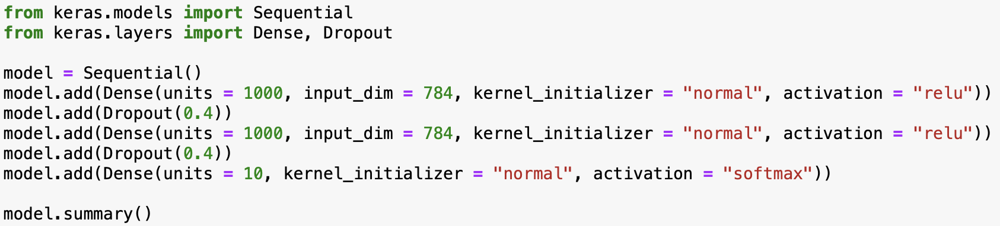 from keras.models import Sequential
from keras.layers import Dense, Dropout

model = Sequential()
model.add(Dense(units = 1000, input_dim = 784, kernel_initializer = "normal", activation = "relu"))
model.add(Dropout(0.4))
model.add(Dense(units = 1000, input_dim = 784, kernel_initializer = "normal", activation = "relu"))
model.add(Dropout(0.4))
model.add(Dense(units = 10, kernel_initializer = "normal", activation = "softmax"))

model.summary()